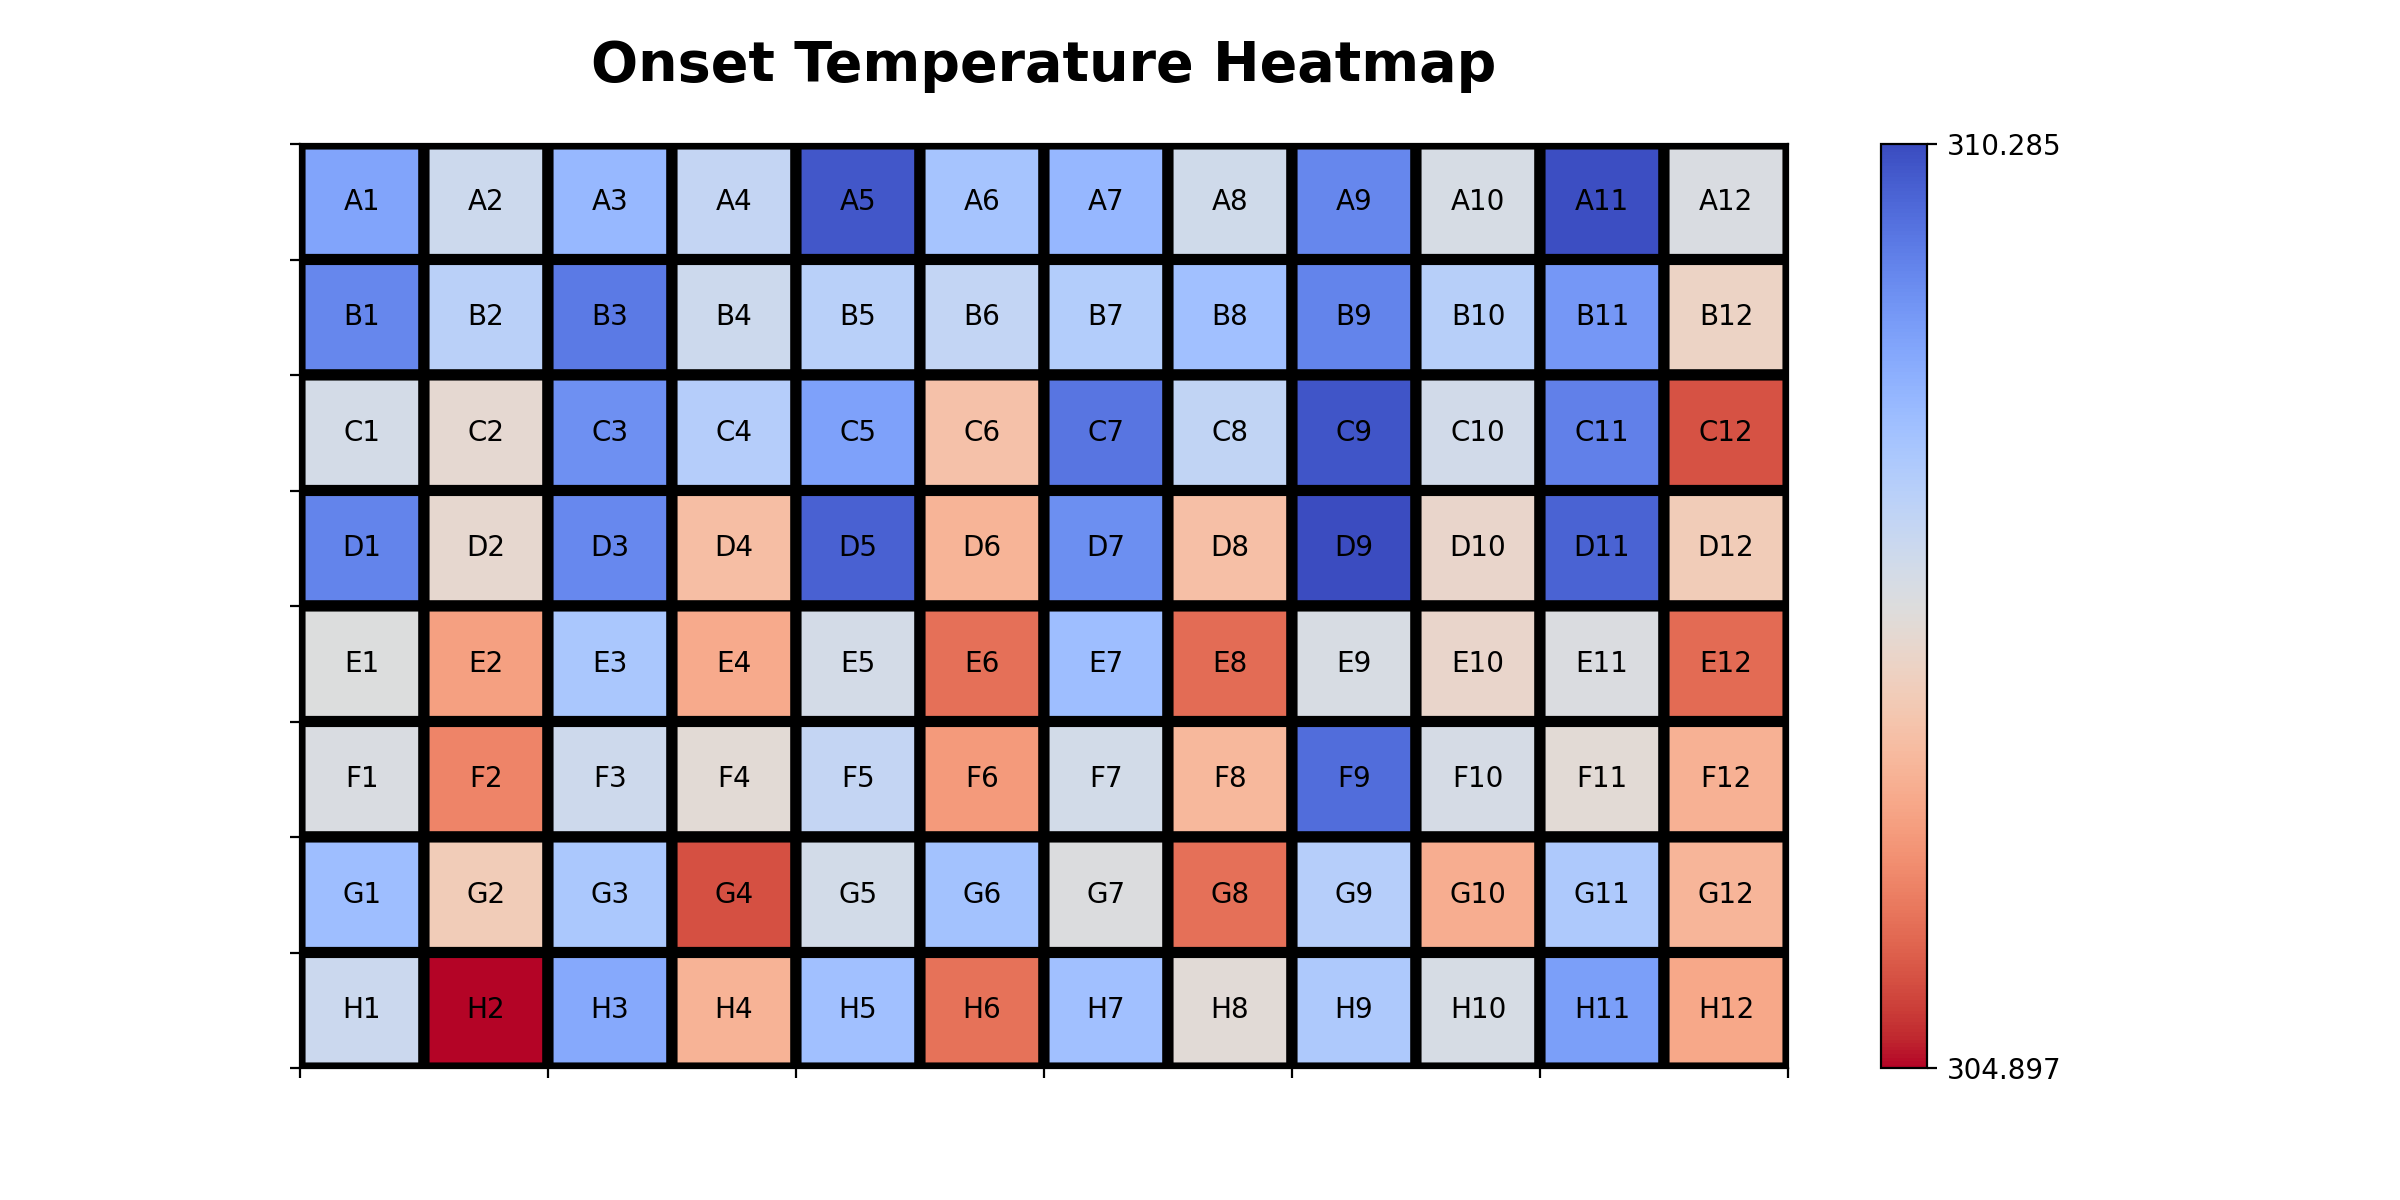 Onset Temperature Heatmap
310.285
A1 A2 A3 A4 A5 A6 A7 A8 A9 A10 A11 A12
B1 B2 B3 B4 B5 B6 B7 B8 B9 B10 B11 B12
C1 C2 C3 C4 C5 C6 C7 C8 C9 C10 C11 C12
D1 D2 D3 D4 D5 D6 D7 D8 D9 D10 D11 D12
E1 E2 E3 E4 E5 E6 E7 E8 E9 E10 E11 E12
F1 F2 F3 F4 F5 F6 F7 F8 F9 F10 F11 F12
G1 G2 G3 G4 G5 G6 G7 G8 G9 G10 G11 G12
H1 H2 H3 H4 H5 H6 H7 H8 H9 H10 H11 H12
304.897